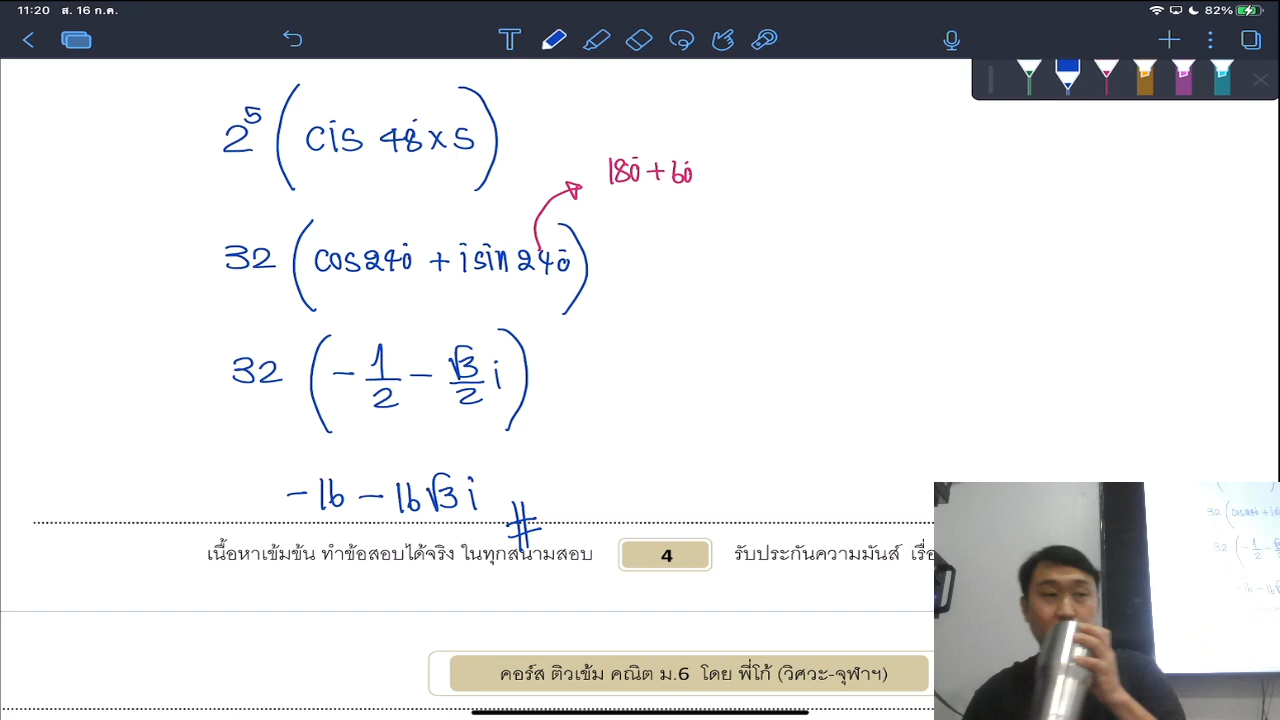 11:20 ส. 16 ก.ค.
82%
2⁵ (cis 48° × 5)
180° + 60°
32 (cos 240° + i sin 240°)
32 (- 1/2 - √3/2 i)
- 16 - 16√3 i #
เนื้อหาเข้มข้น ทำข้อสอบได้จริง ในทุกสนามสอบ 4 รับประกันความมันส์ เรื่อ
คอร์ส ติวเข้ม คณิต ม.6 โดย พี่โก้ (วิศวะ-จุฬาฯ)